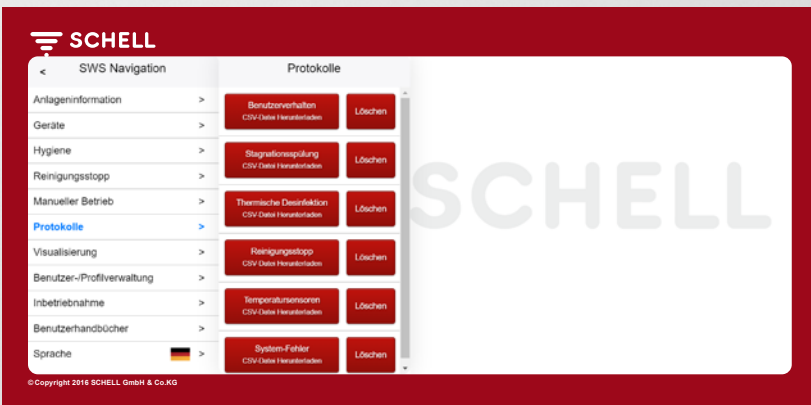 SCHELL
< SWS Navigation
Protokolle
Anlageninformation >
Geräte >
Hygiene >
Reinigungsstopp >
Manueller Betrieb >
Protokolle >
Visualisierung >
Benutzer-/Profilverwaltung >
Inbetriebnahme >
Benutzerhandbücher >
Sprache >
Benutzerverhalten
CSV-Datei Herunterladen
Löschen
Stagnationsspülung
CSV-Datei Herunterladen
Löschen
Thermische Desinfektion
CSV-Datei Herunterladen
Löschen
Reinigungsstopp
CSV-Datei Herunterladen
Löschen
Temperatursensoren
CSV-Datei Herunterladen
Löschen
System-Fehler
CSV-Datei Herunterladen
Löschen
SCHELL
© Copyright 2016 SCHELL GmbH & Co.KG